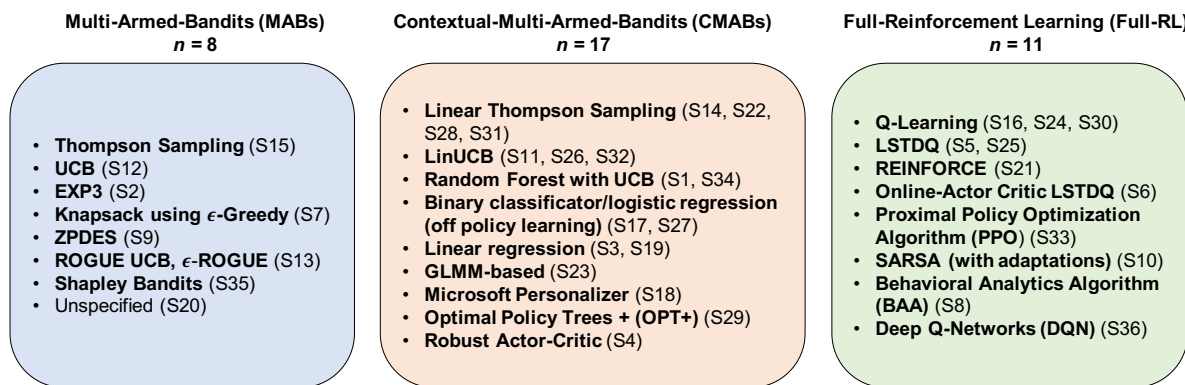 Multi-Armed-Bandits (MABs)
n = 8
• Thompson Sampling (S15)
• UCB (S12)
• EXP3 (S2)
• Knapsack using ϵ-Greedy (S7)
• ZPDES (S9)
• ROGUE UCB, ϵ-ROGUE (S13)
• Shapley Bandits (S35)
• Unspecified (S20)
Contextual-Multi-Armed-Bandits (CMABs)
n = 17
• Linear Thompson Sampling (S14, S22,
S28, S31)
• LinUCB (S11, S26, S32)
• Random Forest with UCB (S1, S34)
• Binary classificator/logistic regression
(off policy learning) (S17, S27)
• Linear regression (S3, S19)
• GLMM-based (S23)
• Microsoft Personalizer (S18)
• Optimal Policy Trees + (OPT+) (S29)
• Robust Actor-Critic (S4)
Full-Reinforcement Learning (Full-RL)
n = 11
• Q-Learning (S16, S24, S30)
• LSTDQ (S5, S25)
• REINFORCE (S21)
• Online-Actor Critic LSTDQ (S6)
• Proximal Policy Optimization
Algorithm (PPO) (S33)
• SARSA (with adaptations) (S10)
• Behavioral Analytics Algorithm
(BAA) (S8)
• Deep Q-Networks (DQN) (S36)